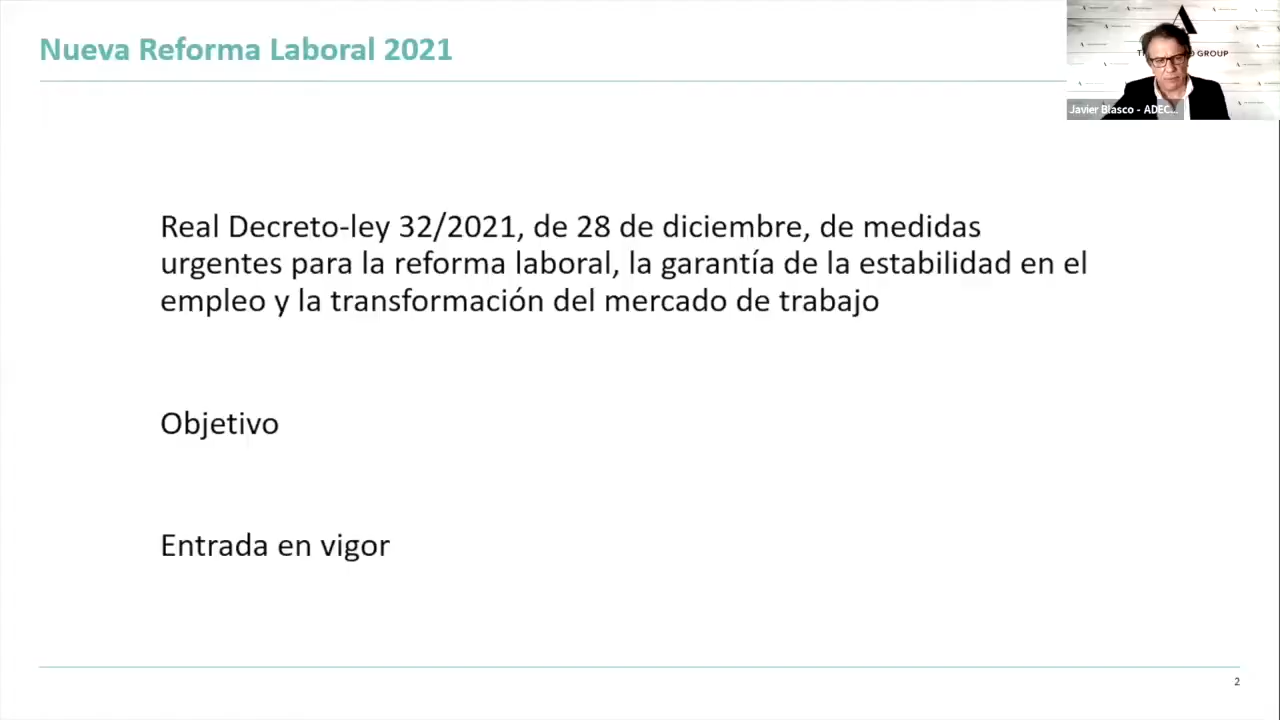 Nueva Reforma Laboral 2021
GROUP
Javier Blasco - ADEC...
Real Decreto-ley 32/2021, de 28 de diciembre, de medidas
urgentes para la reforma laboral, la garantía de la estabilidad en el
empleo y la transformación del mercado de trabajo
Objetivo
Entrada en vigor
2